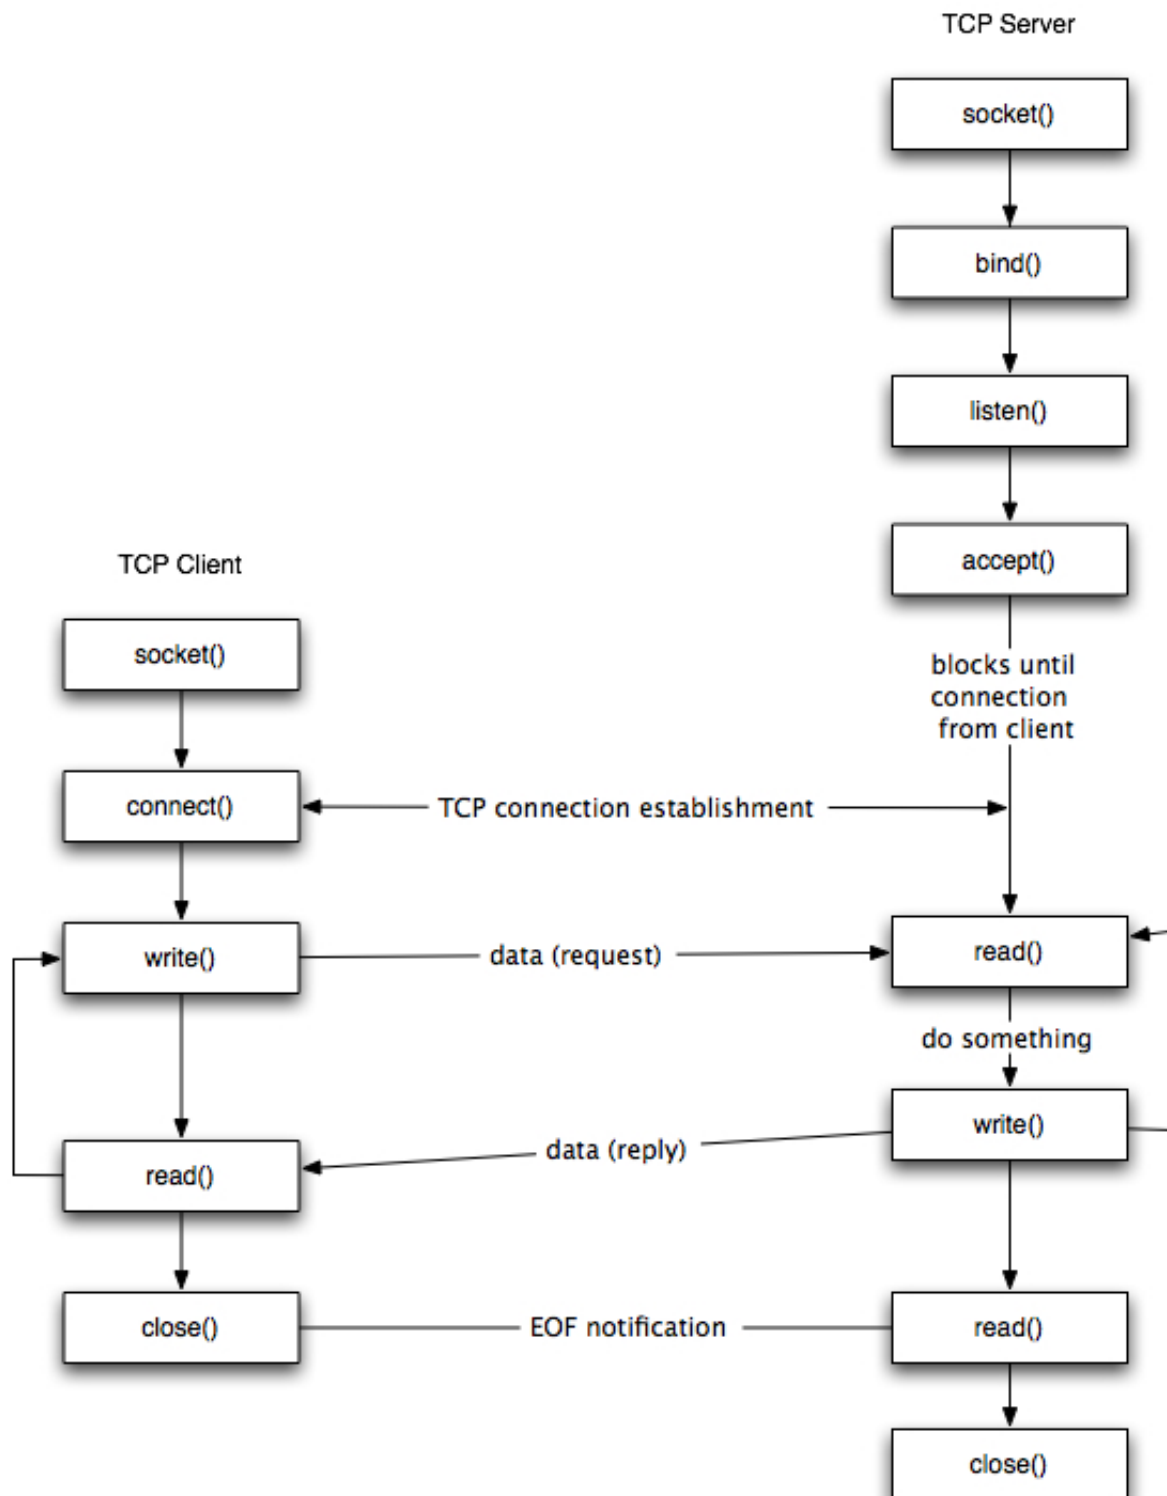 TCP Server
socket()
bind()
listen()
accept()
TCP Client
socket()
blocks until
connection
from client
connect()
TCP connection establishment
write()
data (request)
read()
do something
write()
data (reply)
read()
close()
EOF notification
read()
close()